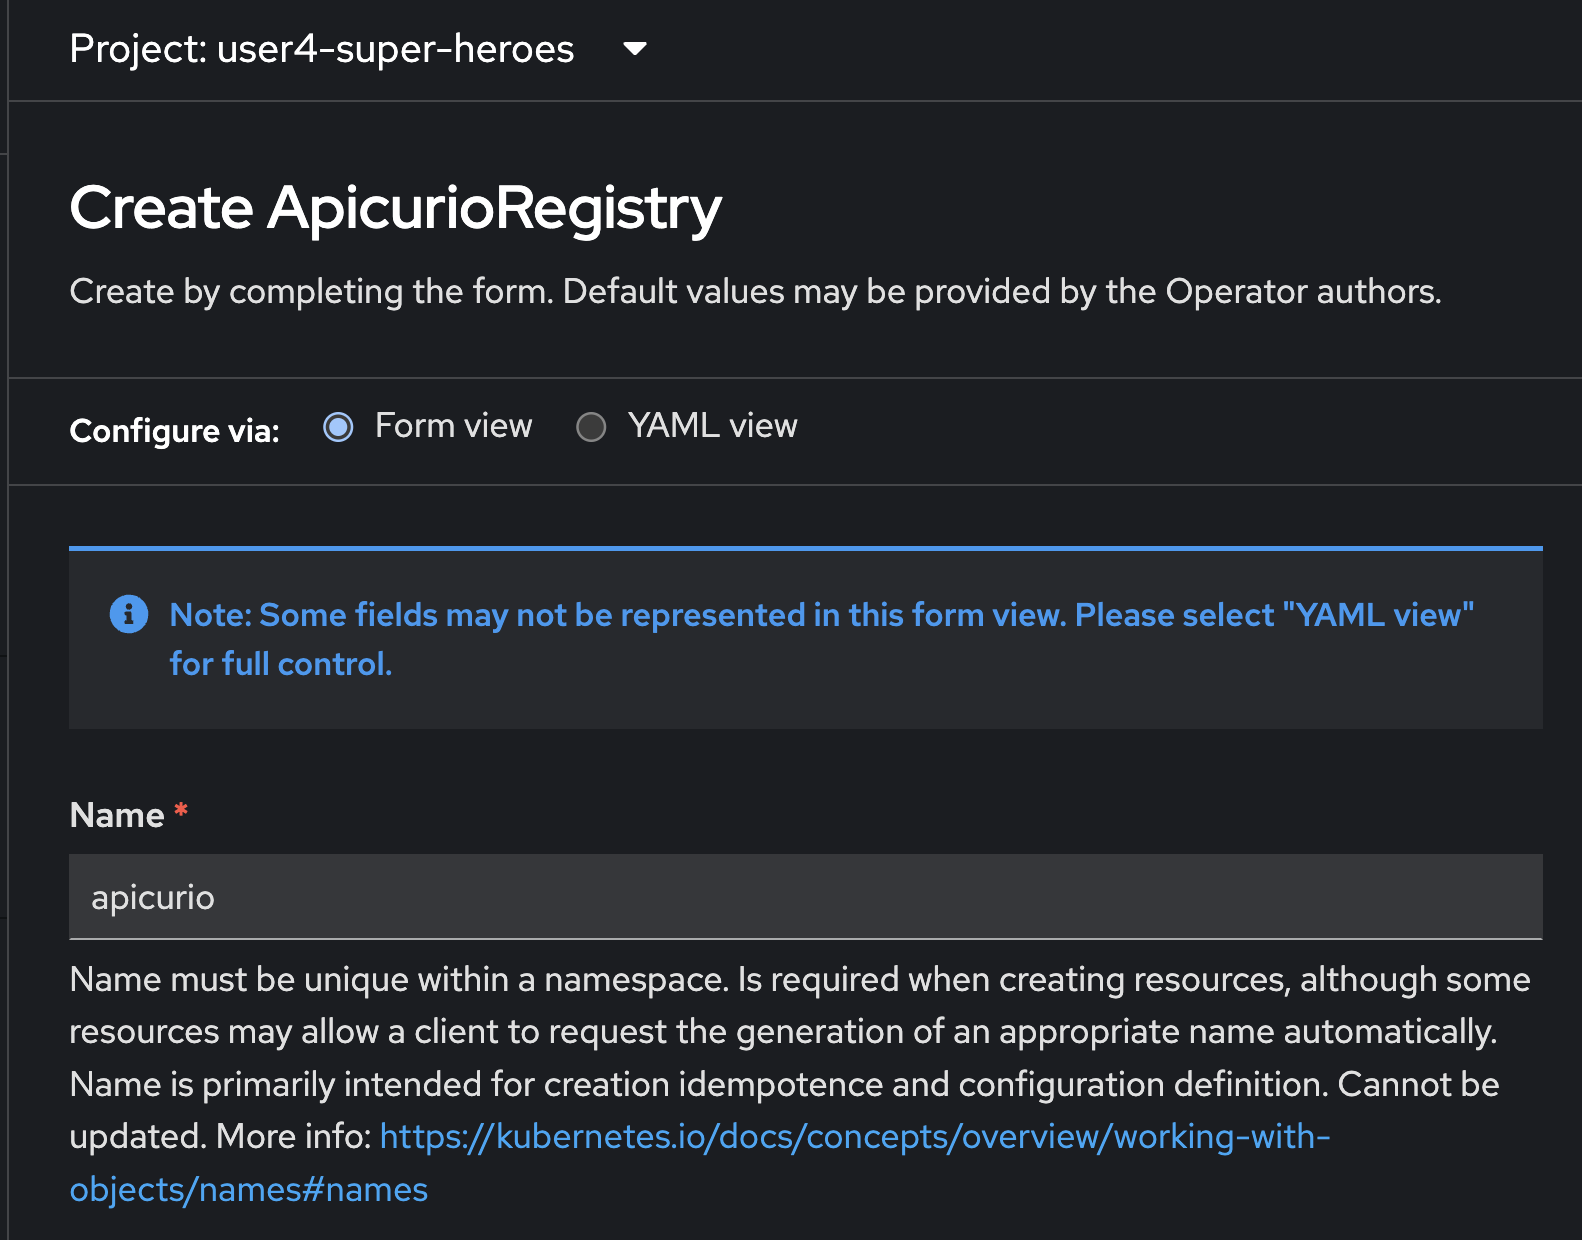 Project: user4-super-heroes
Create ApicurioRegistry
Create by completing the form. Default values may be provided by the Operator authors.
Configure via: Form view YAML view
Note: Some fields may not be represented in this form view. Please select "YAML view"
for full control.
Name *
apicurio
Name must be unique within a namespace. Is required when creating resources, although some
resources may allow a client to request the generation of an appropriate name automatically.
Name is primarily intended for creation idempotence and configuration definition. Cannot be
updated. More info: https://kubernetes.io/docs/concepts/overview/working-with-
objects/names#names